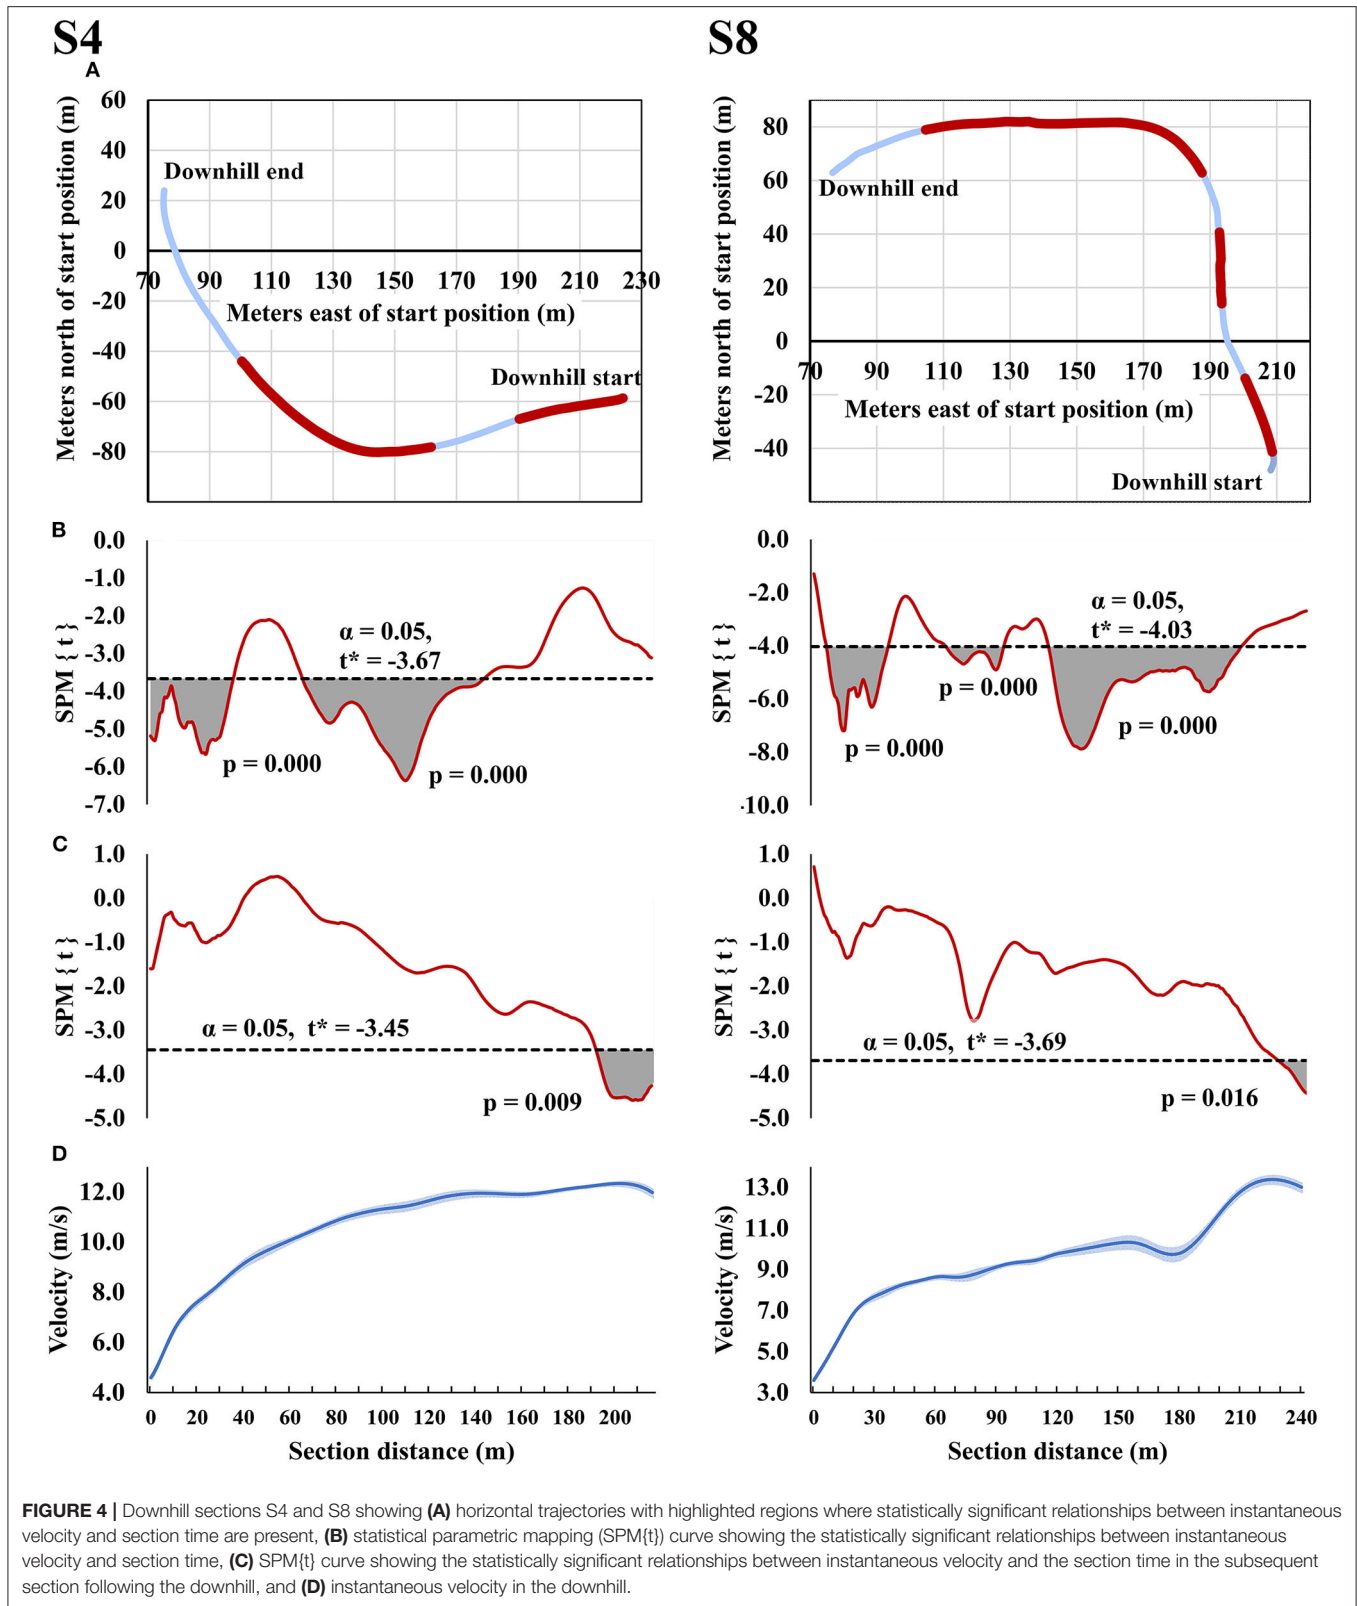 S4
S8
A
Meters north of start position (m)
60
40
20
0
-20
-40
-60
-80
70 90 110 130 150 170 190 210 230
Downhill end
Meters east of start position (m)
Downhill start
Meters north of start position (m)
80
60
40
20
0
-20
-40
70 90 110 130 150 170 190 210
Downhill end
Meters east of start position (m)
Downhill start
B
SPM { t }
0.0
-1.0
-2.0
-3.0
-4.0
-5.0
-6.0
-7.0
α = 0.05,
t* = -3.67
p = 0.000
p = 0.000
SPM { t }
0.0
-2.0
-4.0
-6.0
-8.0
-10.0
α = 0.05,
t* = -4.03
p = 0.000
p = 0.000
p = 0.000
C
SPM { t }
1.0
0.0
-1.0
-2.0
-3.0
-4.0
-5.0
α = 0.05, t* = -3.45
p = 0.009
SPM { t }
1.0
0.0
-1.0
-2.0
-3.0
-4.0
-5.0
α = 0.05, t* = -3.69
p = 0.016
D
Velocity (m/s)
12.0
10.0
8.0
6.0
4.0
0 20 40 60 80 100 120 140 160 180 200
Section distance (m)
Velocity (m/s)
13.0
11.0
9.0
7.0
5.0
3.0
0 30 60 90 120 150 180 210 240
Section distance (m)
FIGURE 4 | Downhill sections S4 and S8 showing (A) horizontal trajectories with highlighted regions where statistically significant relationships between instantaneous
velocity and section time are present, (B) statistical parametric mapping (SPM{t}) curve showing the statistically significant relationships between instantaneous
velocity and section time, (C) SPM{t} curve showing the statistically significant relationships between instantaneous velocity and the section time in the subsequent
section following the downhill, and (D) instantaneous velocity in the downhill.